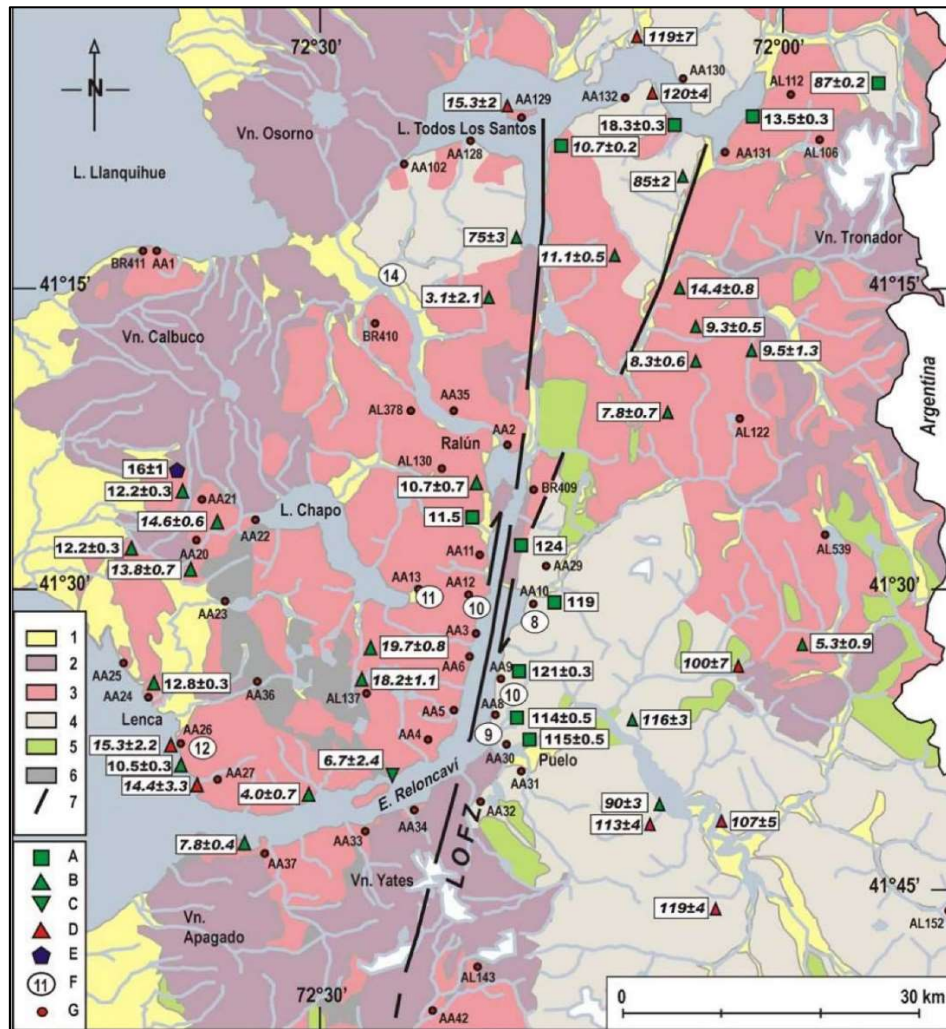 72°30'
119±7
72°00'
AA130
AL112
87±0.2
AA132
120±4
15.3±2
AA129
Vn. Osorno
L. Todos Los Santos
18.3±0.3
13.5±0.3
N
AA128
10.7±0.2
AA131
AL106
L. Llanquihue
AA102
85±2
75±3
Vn. Tronador
BR411
AA1
11.1±0.5
41°15'
14
14.4±0.8
41°15'
3.1±2.1
Vn. Calbuco
BR410
9.3±0.5
9.5±1.3
8.3±0.6
Argentina
AL378
AA35
7.8±0.7
AL122
Ralún
AA2
16±1
AL130
12.2±0.3
10.7±0.7
BR409
AA21
L. Chapo
14.6±0.6
AA22
11.5
12.2±0.3
AA20
124
AL539
13.8±0.7
AA11
AA29
41°30'
AA13
AA12
AA10
41°30'
11
10
119
AA23
8
1
AA3
2
19.7±0.8
5.3±0.9
3
AA25
AA6
AA9
121±0.3
100±7
4
12.8±0.3
AA36
18.2±1.1
10
5
AA24
AL137
AA8
6
Lenca
AA5
114±0.5
116±3
7
AA26
12
AA4
9
115±0.5
15.3±2.2
AA30
Puelo
10.5±0.3
6.7±2.4
AA31
14.4±3.3
AA27
4.0±0.7
E. Reloncaví
90±3
A
AA34
AA32
113±4
107±5
B
7.8±0.4
AA33
C
AA37
LOFZ
D
Vn. Yates
41°45'
E
Vn.
Apagado
119±4
AL152
F
11
AL143
G
72°30'
0
30 km
AA42